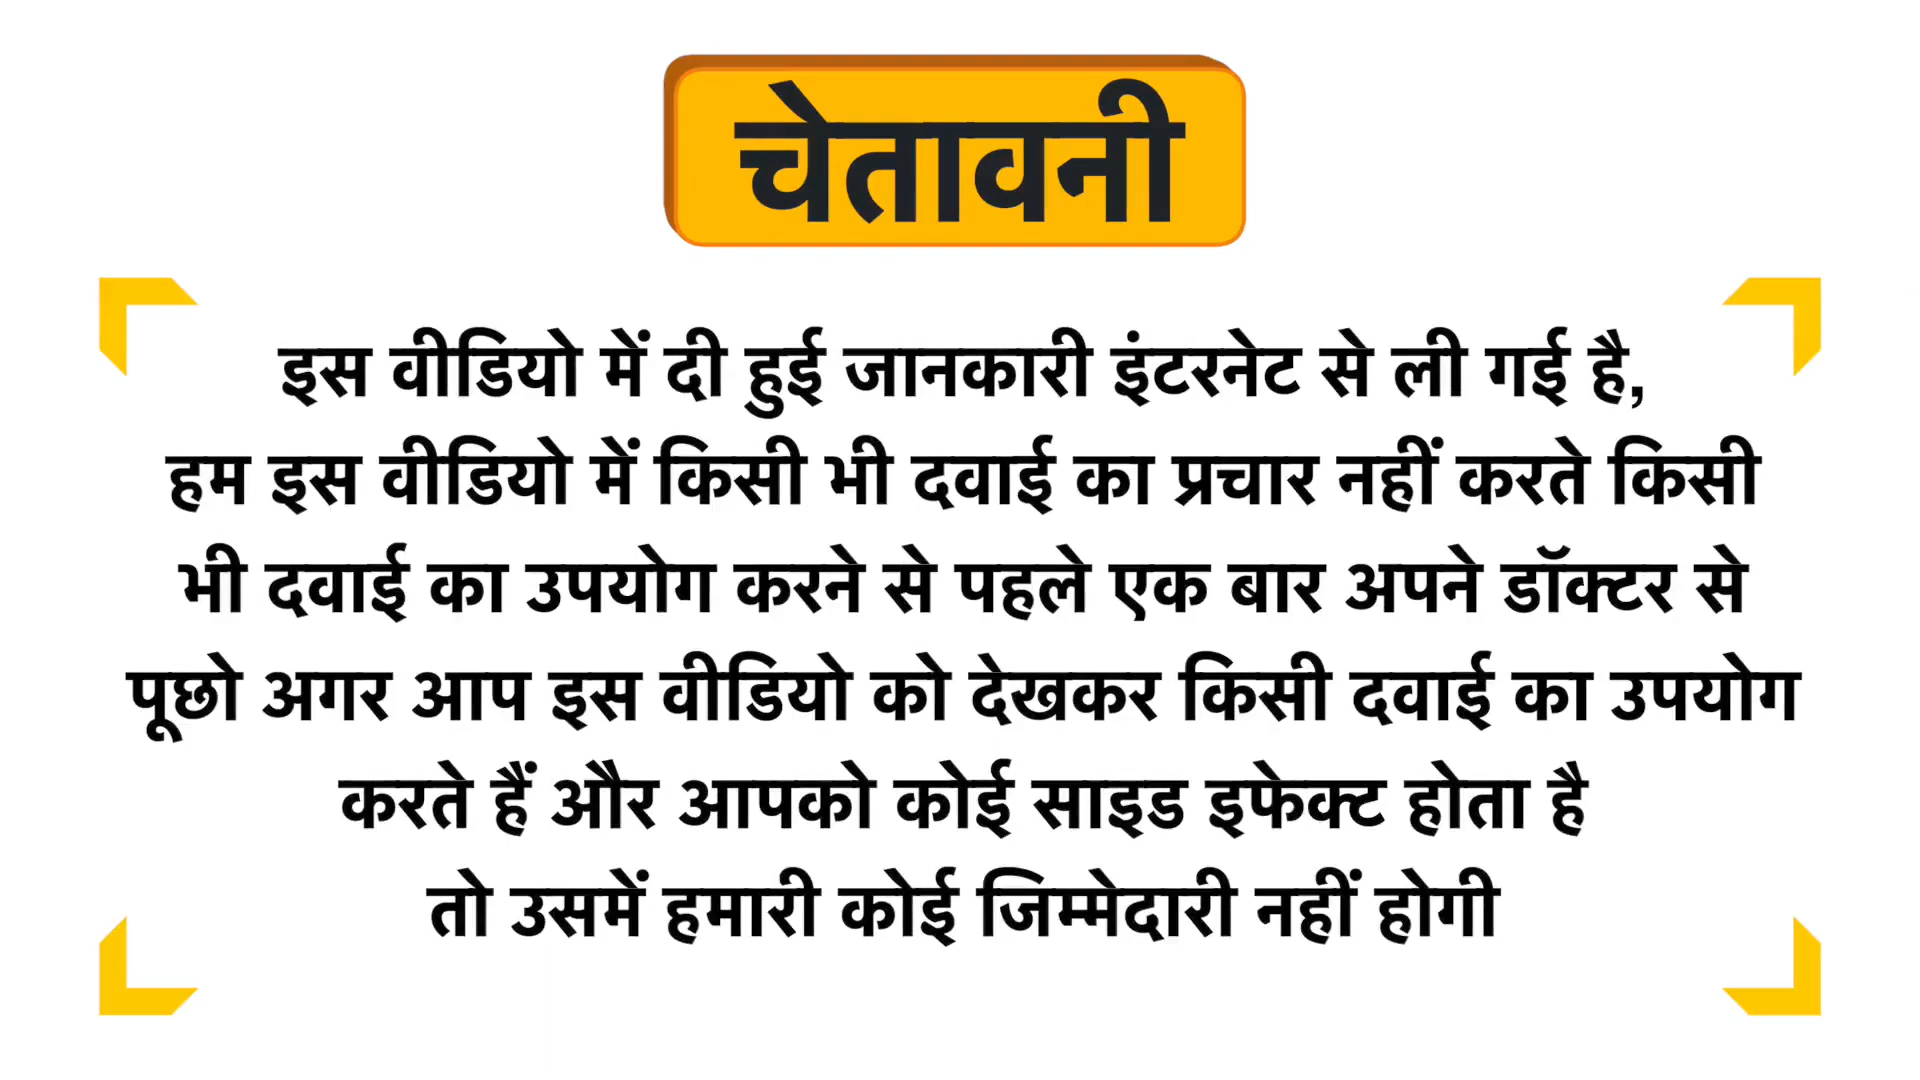 चेतावनी
इस वीडियो में दी हुई जानकारी इंटरनेट से ली गई है,
हम इस वीडियो में किसी भी दवाई का प्रचार नहीं करते किसी
भी दवाई का उपयोग करने से पहले एक बार अपने डॉक्टर से
पूछो अगर आप इस वीडियो को देखकर किसी दवाई का उपयोग
करते हैं और आपको कोई साइड इफेक्ट होता है
तो उसमें हमारी कोई जिम्मेदारी नहीं होगी